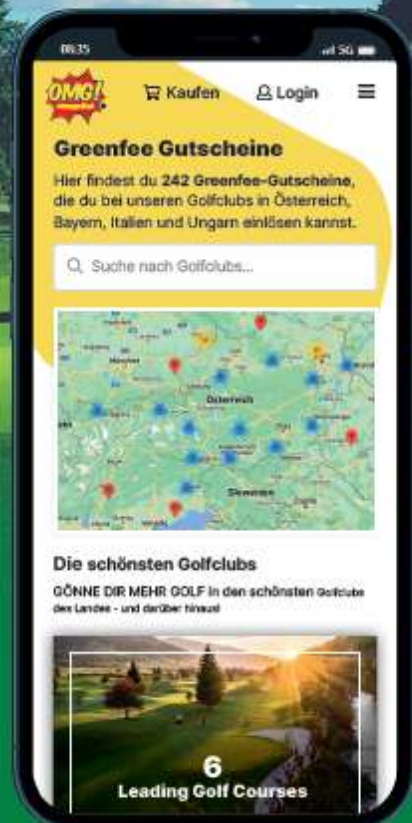 08:35
5G
OMG!
Kaufen
Login
Greenfee Gutscheine
Hier findest du 242 Greenfee-Gutscheine,
die du bei unseren Golfclubs in Österreich,
Bayern, Italien und Ungarn einlösen kannst.
Suche nach Golfclubs...
München
Österreich
Slowenien
Die schönsten Golfclubs
GÖNNE DIR MEHR GOLF in den schönsten Golfclubs
des Landes - und darüber hinaus!
6
Leading Golf Courses